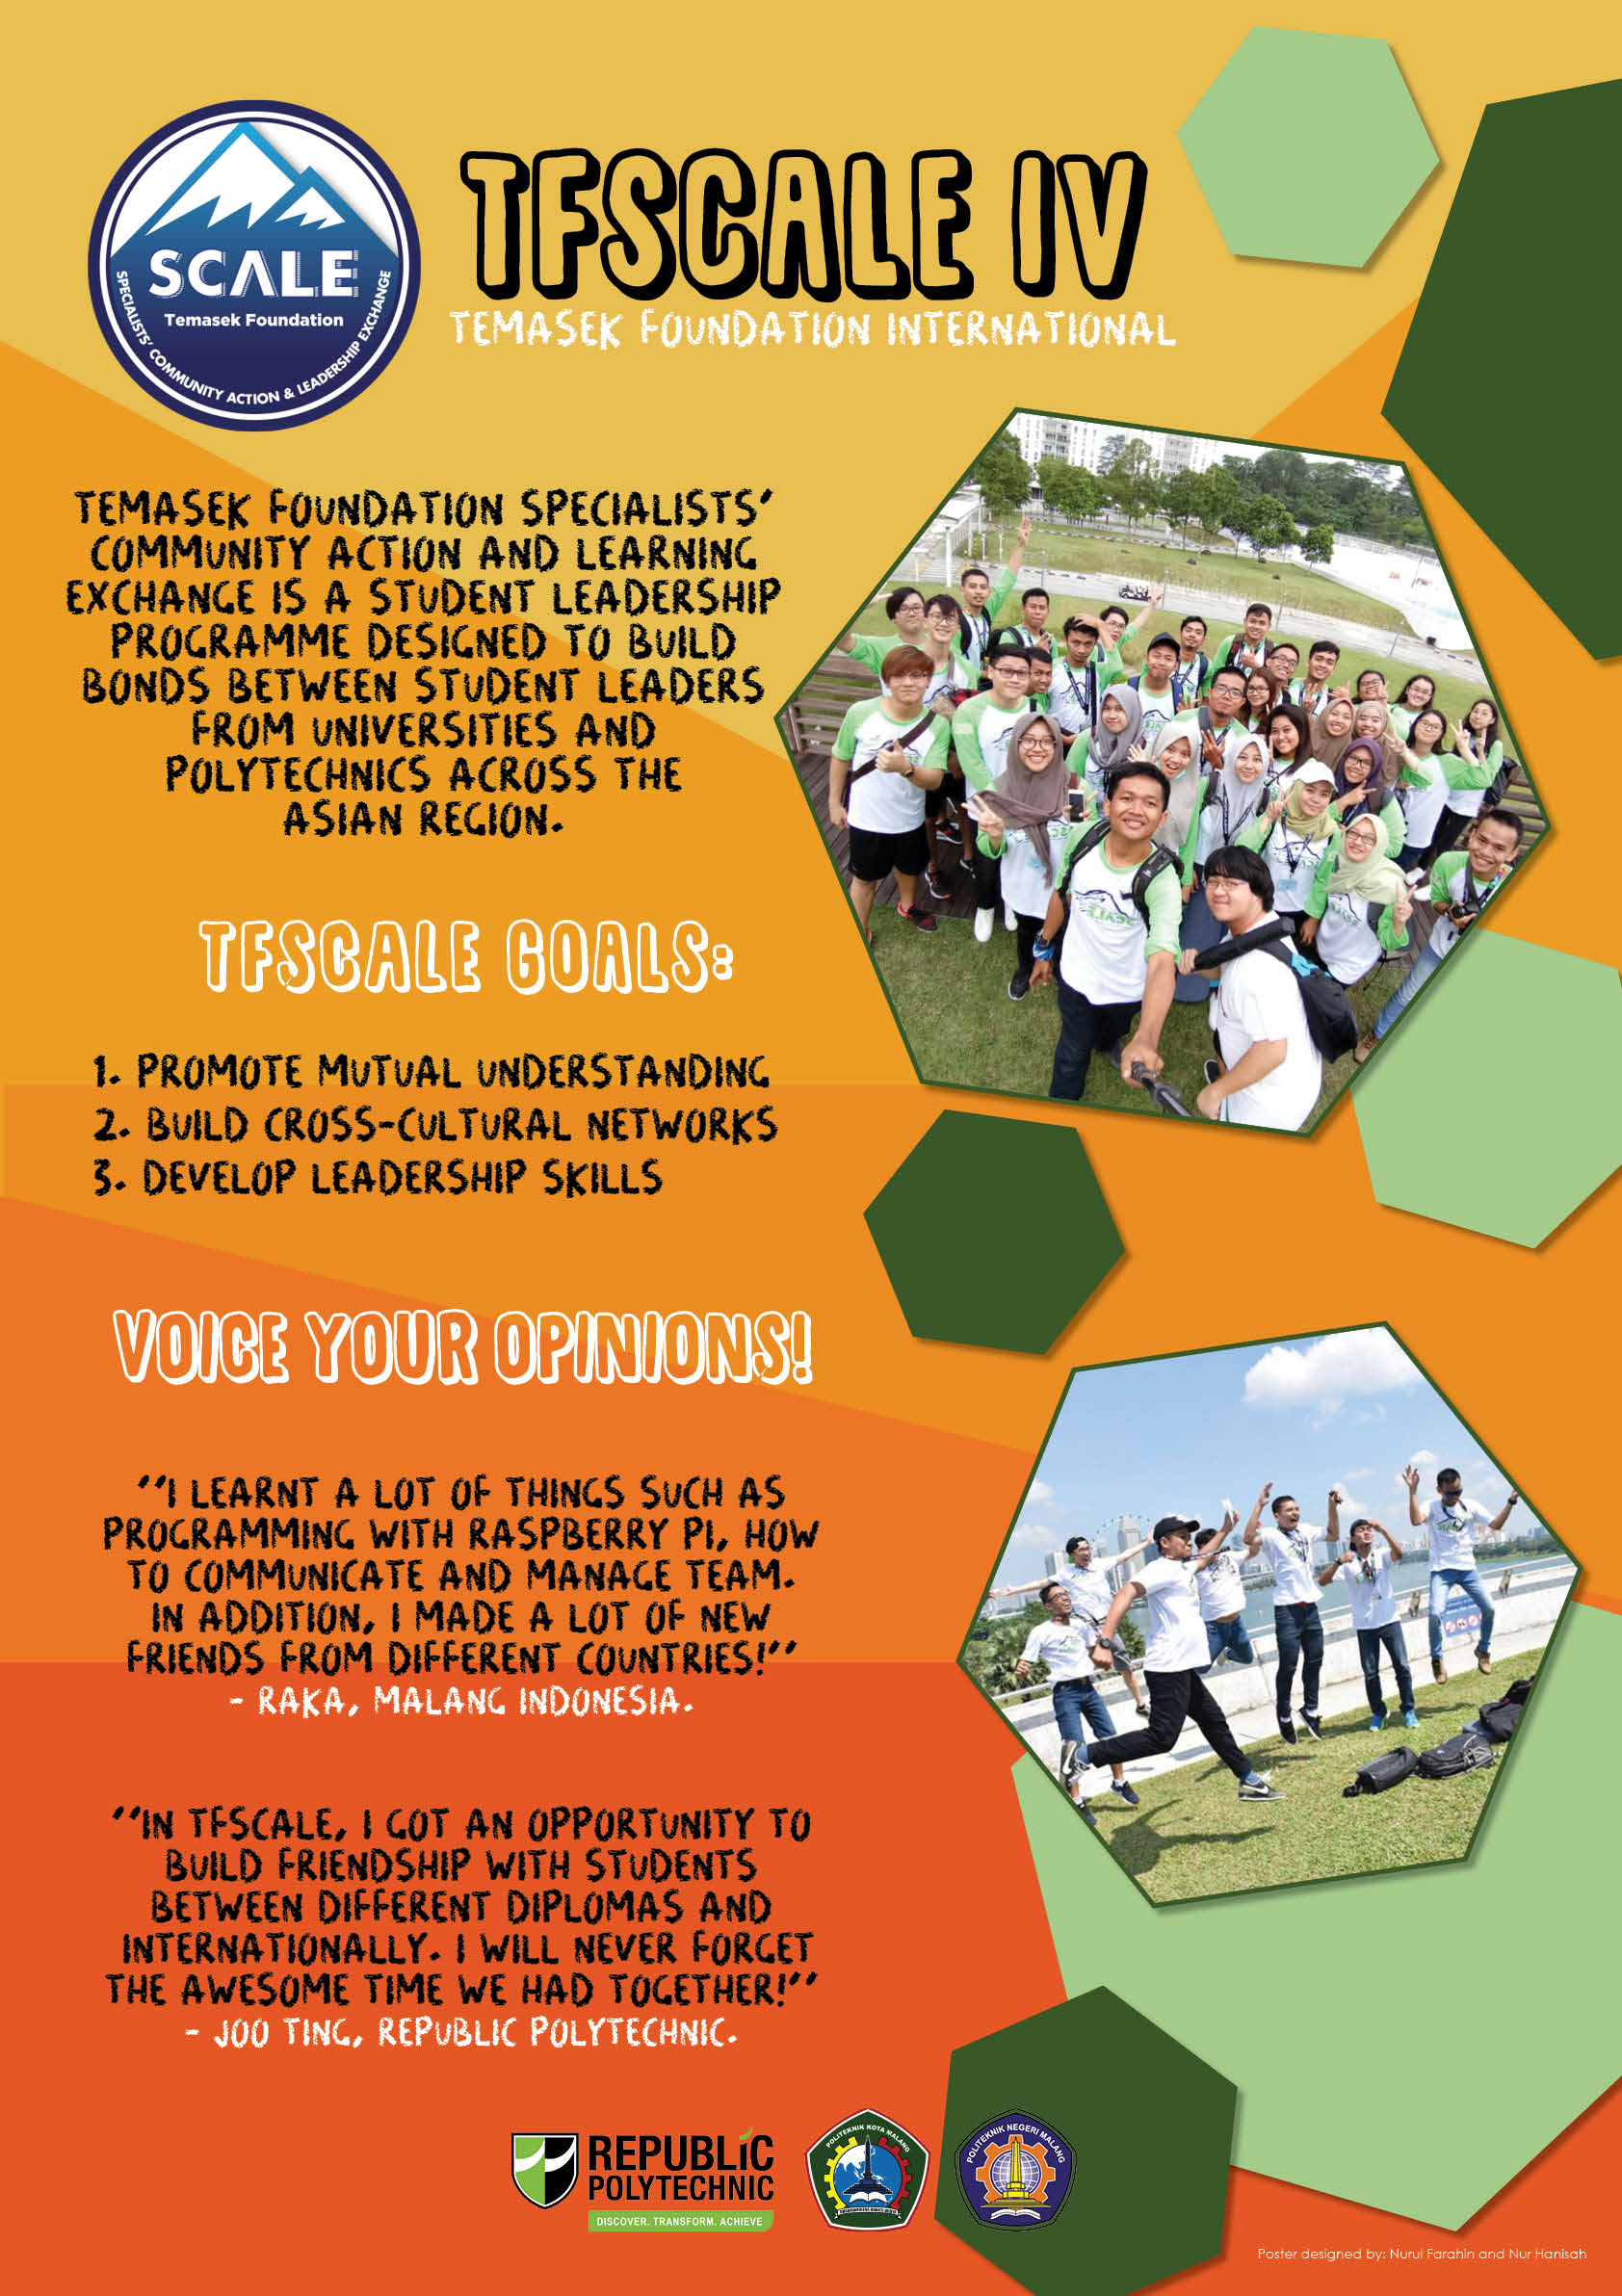 SCALE
Temasek Foundation
SPECIALISTS' COMMUNITY ACTION & LEADERSHIP EXCHANGE
TFSCALE IV
TEMASEK FOUNDATION INTERNATIONAL
TEMASEK FOUNDATION SPECIALISTS'
COMMUNITY ACTION AND LEARNING
EXCHANGE IS A STUDENT LEADERSHIP
PROGRAMME DESIGNED TO BUILD
BONDS BETWEEN STUDENT LEADERS
FROM UNIVERSITIES AND
POLYTECHNICS ACROSS THE
ASIAN REGION.
TFSCALE GOALS:
1. PROMOTE MUTUAL UNDERSTANDING
2. BUILD CROSS-CULTURAL NETWORKS
3. DEVELOP LEADERSHIP SKILLS
VOICE YOUR OPINIONS!
"I LEARNT A LOT OF THINGS SUCH AS
PROGRAMMING WITH RASPBERRY PI, HOW
TO COMMUNICATE AND MANAGE TEAM.
IN ADDITION, I MADE A LOT OF NEW
FRIENDS FROM DIFFERENT COUNTRIES!"
- RAKA, MALANG INDONESIA.
"IN TFSCALE, I GOT AN OPPORTUNITY TO
BUILD FRIENDSHIP WITH STUDENTS
BETWEEN DIFFERENT DIPLOMAS AND
INTERNATIONALLY. I WILL NEVER FORGET
THE AWESOME TIME WE HAD TOGETHER!"
- JOO TING, REPUBLIC POLYTECHNIC.
REPUBLIC
POLYTECHNIC
DISCOVER. TRANSFORM. ACHIEVE
POLITEKNIK KOTA MALANG
POLITEKNIK NEGERI MALANG
Poster designed by: Nurul Farahin and Nur Hanisah